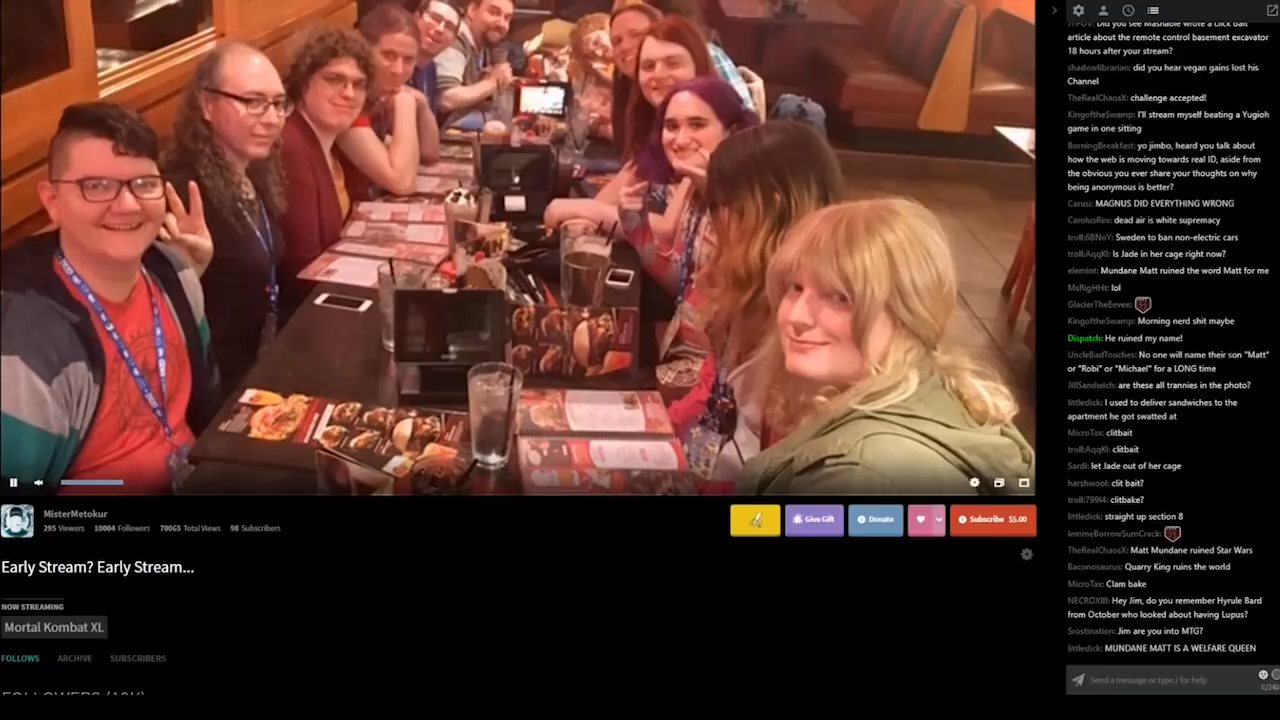 JTPOV: Did you see Mashable wrote a click bait
article about the remote control basement excavator
18 hours after your stream?
shadowlibrarian: did you hear vegan gains lost his
Channel
TheRealChaosX: challenge accepted!
KingoftheSwamp: I'll stream myself beating a Yugioh
game in one sitting
BurningBreakfast: yo jimbo, heard you talk about
how the web is moving towards real ID, aside from
the obvious you ever share your thoughts on why
being anonymous is better?
Carusi: MAGNUS DID EVERYTHING WRONG
CarolusRex: dead air is white supremacy
troll:6BNoY: Sweden to ban non-electric cars
troll:AqqKl: Is Jade in her cage right now?
elemint: Mundane Matt ruined the word Matt for me
MsRigHHt: lol
GlacierTheEevee:
KingoftheSwamp: Morning nerd shit maybe
Dispatch: He ruined my name!
UncleBadTouches: No one will name their son "Matt"
or "Robi" or "Michael" for a LONG time
JillSandwich: are these all trannies in the photo?
littledick: I used to deliver sandwiches to the
apartment he got swatted at
MicroTax: clitbait
troll:AqqKl: clitbait
Sardi: let Jade out of her cage
harshwool: clit bait?
troll:799I4: clitbake?
littledick: straight up section 8
lemmeBorrowSumCrack:
TheRealChaosX: Matt Mundane ruined Star Wars
Baconosaurus: Quarry King ruins the world
MicroTax: Clam bake
NECROXIII: Hey Jim, do you remember Hyrule Bard
from October who looked about having Lupus?
Srostination: Jim are you into MTG?
littledick: MUNDANE MATT IS A WELFARE QUEEN
Send a message or type / for help
0/240
MisterMetokur
295 Viewers 10004 Followers 70065 Total Views 98 Subscribers
Give Gift
Donate
Subscribe $5.00
Early Stream? Early Stream...
NOW STREAMING
Mortal Kombat XL
FOLLOWS ARCHIVE SUBSCRIBERS